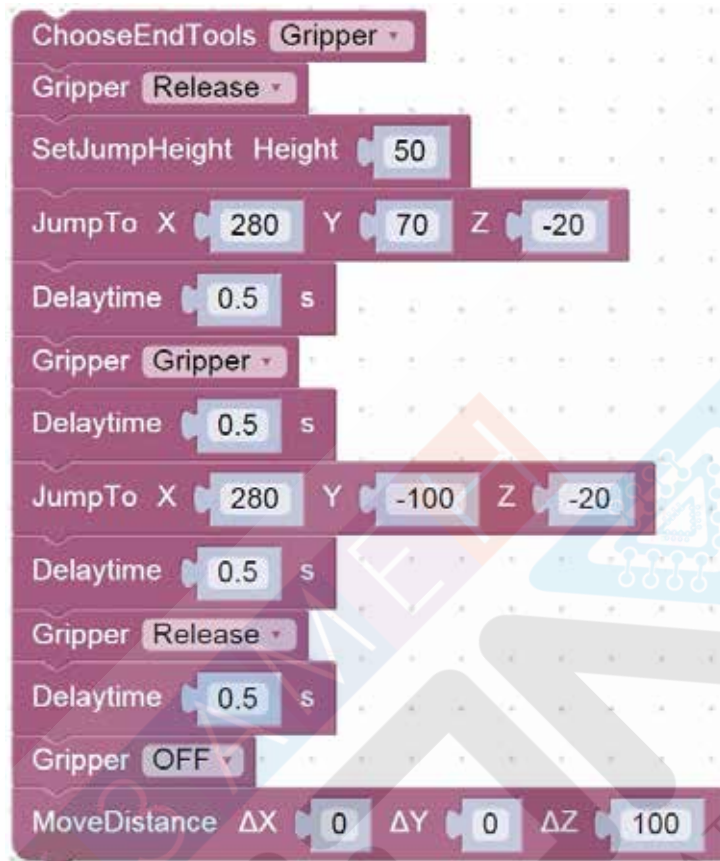 ChooseEndTools Gripper
Gripper Release
SetJumpHeight Height 50
JumpTo X 280 Y 70 Z -20
Delaytime 0.5 s
Gripper Gripper
Delaytime 0.5 s
JumpTo X 280 Y -100 Z -20
Delaytime 0.5 s
Gripper Release
Delaytime 0.5 s
Gripper OFF
MoveDistance ΔX 0 ΔY 0 ΔZ 100